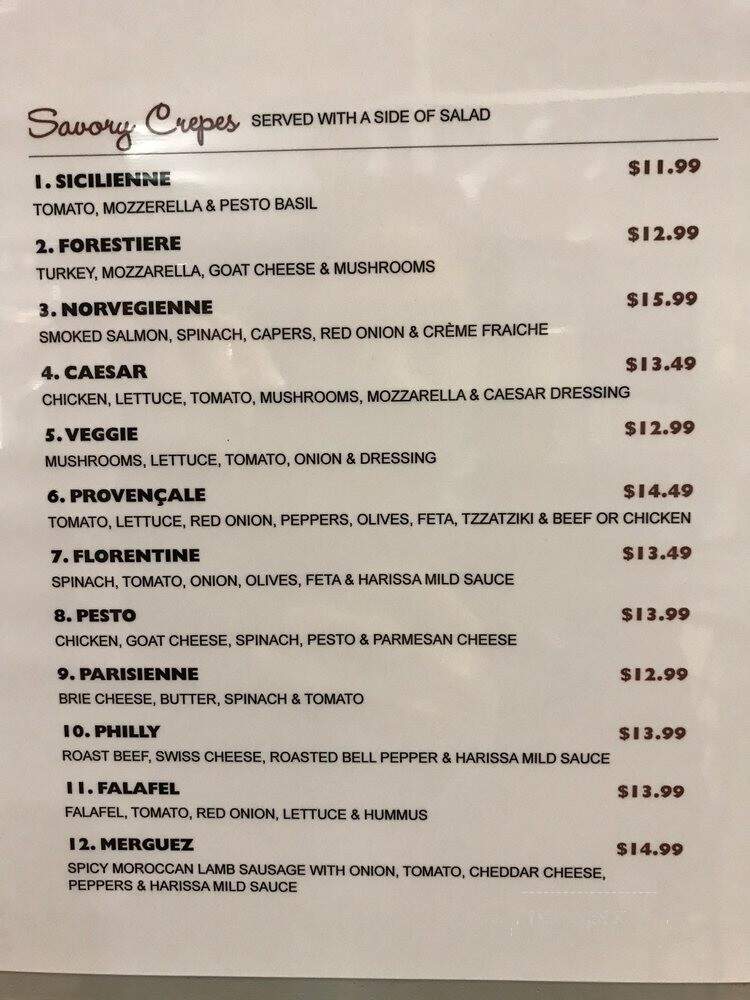 Savory Crepes SERVED WITH A SIDE OF SALAD
1. SICILIENNE $11.99
TOMATO, MOZZERELLA & PESTO BASIL
2. FORESTIERE $12.99
TURKEY, MOZZARELLA, GOAT CHEESE & MUSHROOMS
3. NORVEGIENNE $15.99
SMOKED SALMON, SPINACH, CAPERS, RED ONION & CRÈME FRAICHE
4. CAESAR $13.49
CHICKEN, LETTUCE, TOMATO, MUSHROOMS, MOZZARELLA & CAESAR DRESSING
5. VEGGIE $12.99
MUSHROOMS, LETTUCE, TOMATO, ONION & DRESSING
6. PROVENÇALE $14.49
TOMATO, LETTUCE, RED ONION, PEPPERS, OLIVES, FETA, TZZATZIKI & BEEF OR CHICKEN
7. FLORENTINE $13.49
SPINACH, TOMATO, ONION, OLIVES, FETA & HARISSA MILD SAUCE
8. PESTO $13.99
CHICKEN, GOAT CHEESE, SPINACH, PESTO & PARMESAN CHEESE
9. PARISIENNE $12.99
BRIE CHEESE, BUTTER, SPINACH & TOMATO
10. PHILLY $13.99
ROAST BEEF, SWISS CHEESE, ROASTED BELL PEPPER & HARISSA MILD SAUCE
11. FALAFEL $13.99
FALAFEL, TOMATO, RED ONION, LETTUCE & HUMMUS
12. MERGUEZ $14.99
SPICY MOROCCAN LAMB SAUSAGE WITH ONION, TOMATO, CHEDDAR CHEESE,
PEPPERS & HARISSA MILD SAUCE